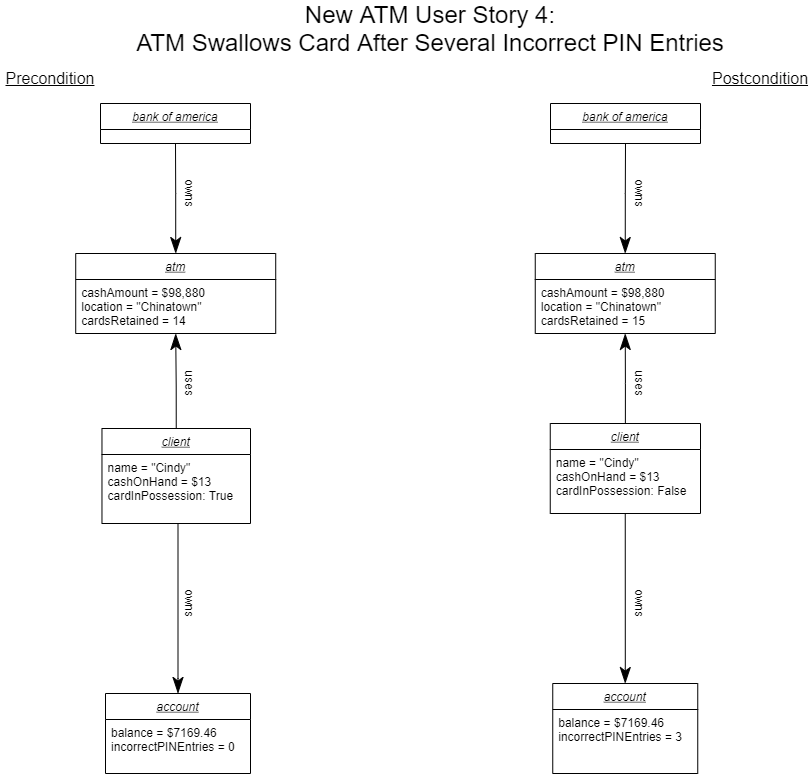 New ATM User Story 4:
ATM Swallows Card After Several Incorrect PIN Entries
Precondition
bank of america
owns
atm
cashAmount = $98,880
location = "Chinatown"
cardsRetained = 14
uses
client
name = "Cindy"
cashOnHand = $13
cardInPossession: True
owns
account
balance = $7169.46
incorrectPINEntries = 0
Postcondition
bank of america
owns
atm
cashAmount = $98,880
location = "Chinatown"
cardsRetained = 15
uses
client
name = "Cindy"
cashOnHand = $13
cardInPossession: False
owns
account
balance = $7169.46
incorrectPINEntries = 3